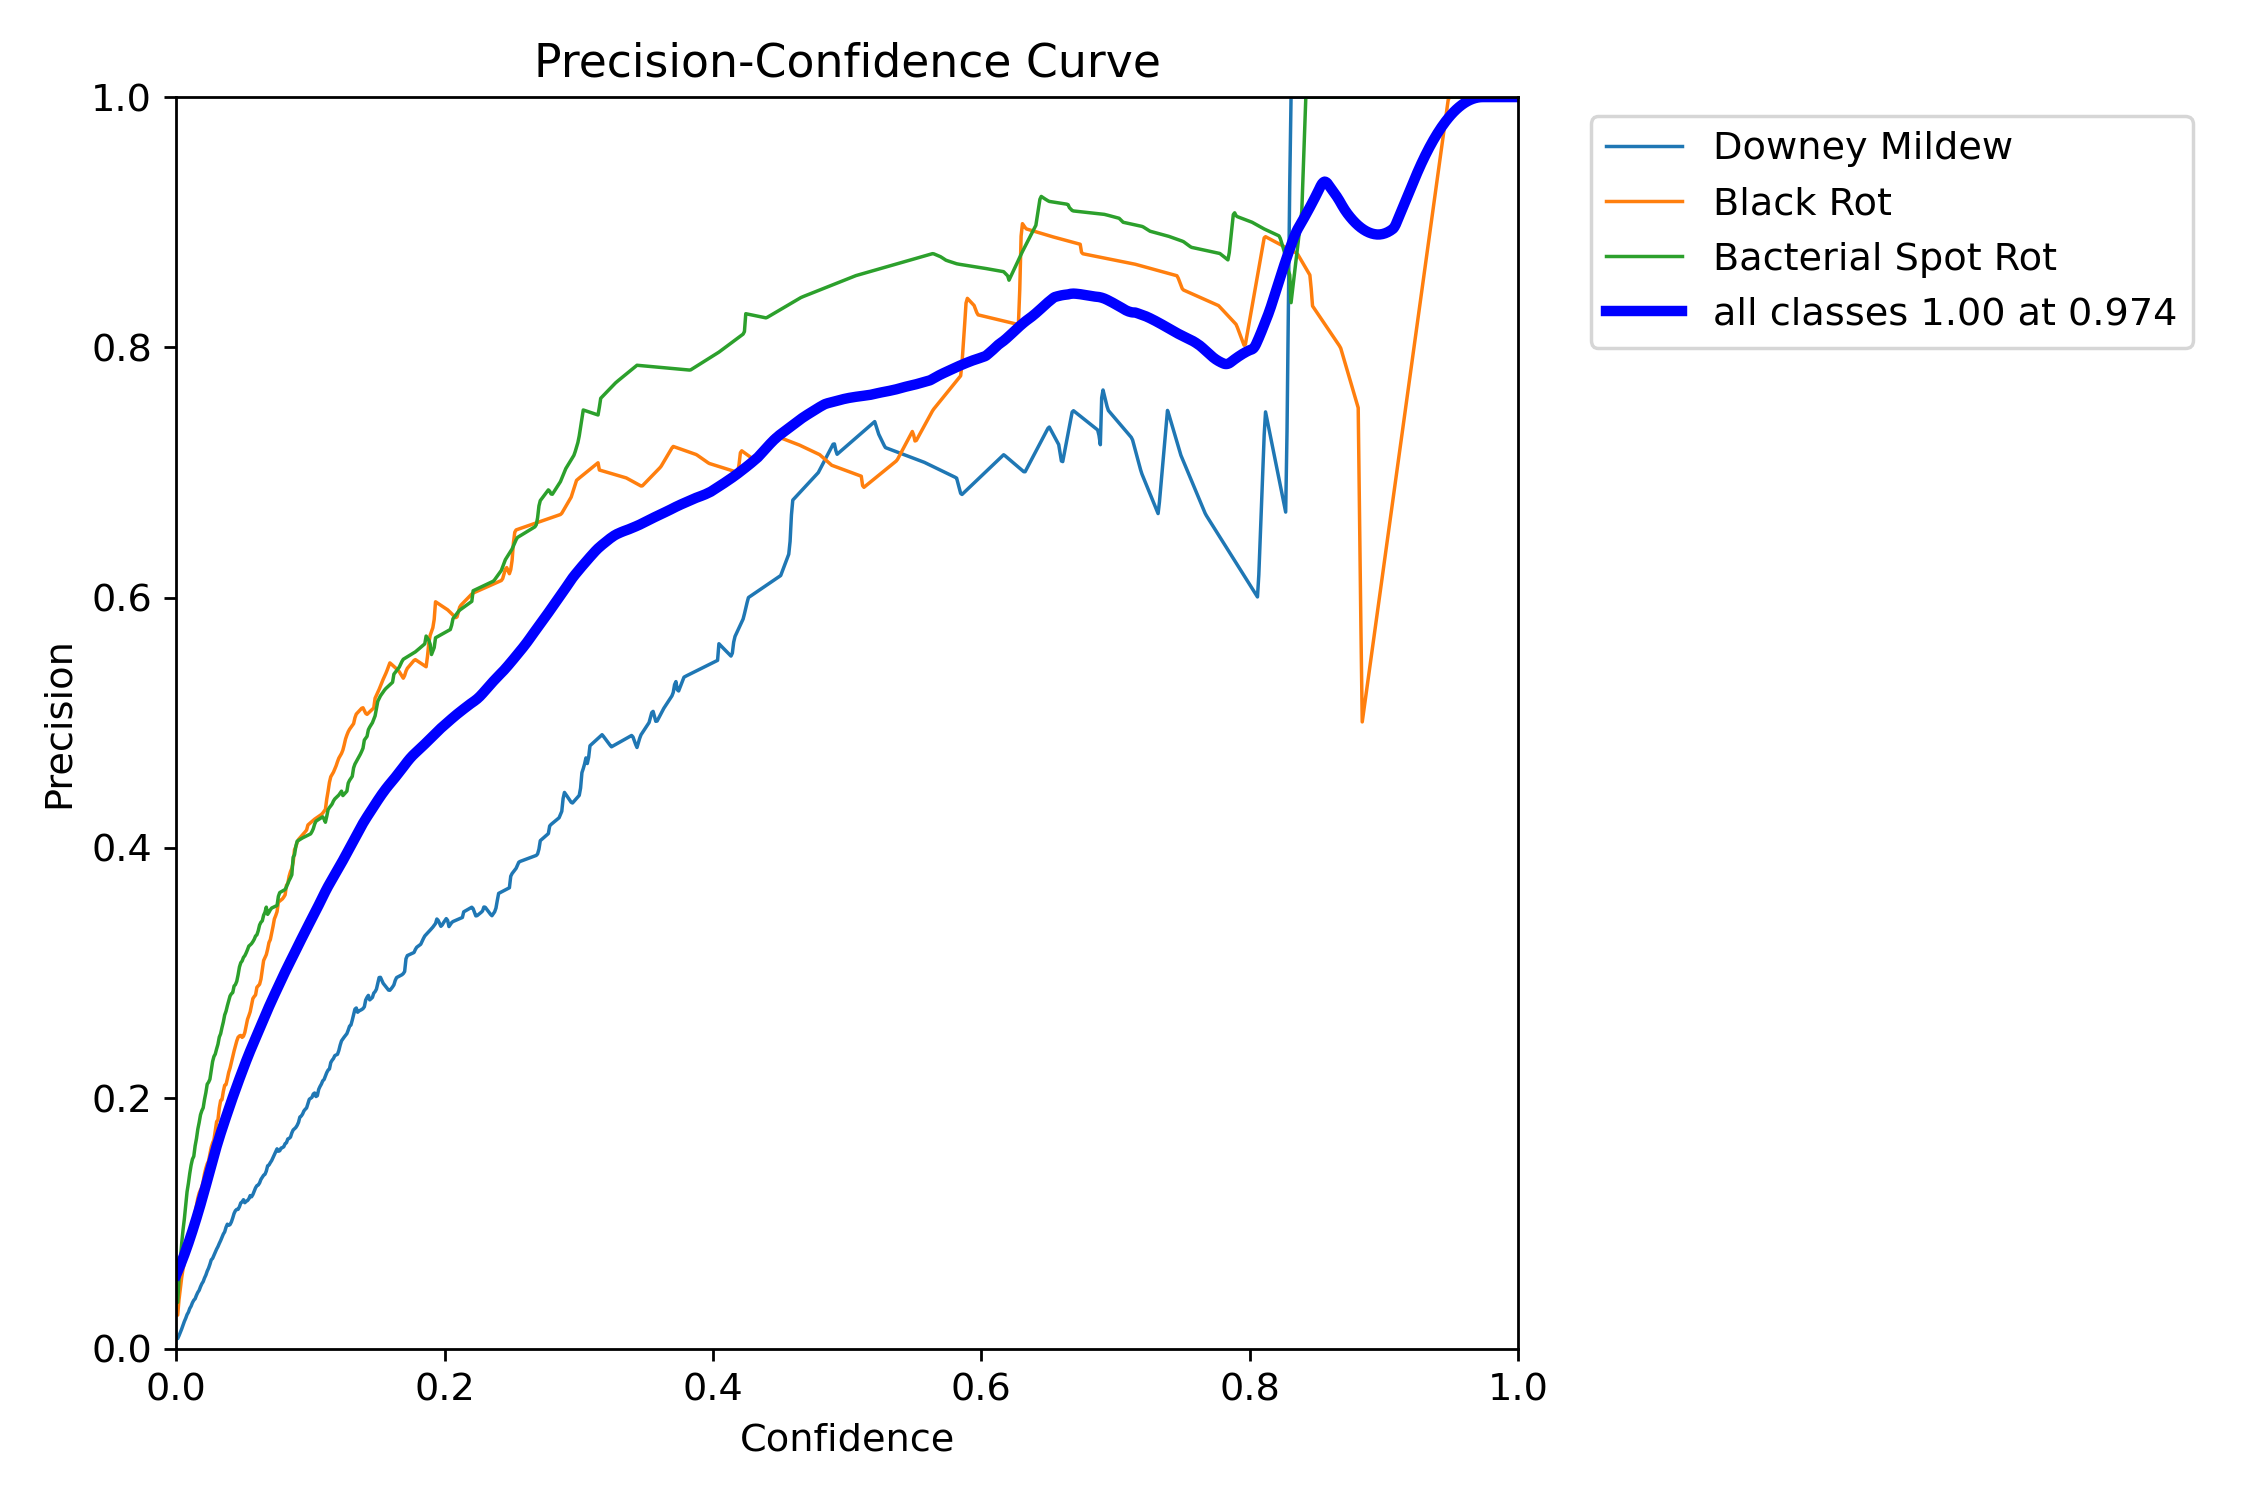 Precision-Confidence Curve
1.0
0.8
0.6
0.4
0.2
0.0
Precision
0.0 0.2 0.4 0.6 0.8 1.0
Confidence
Downey Mildew
Black Rot
Bacterial Spot Rot
all classes 1.00 at 0.974